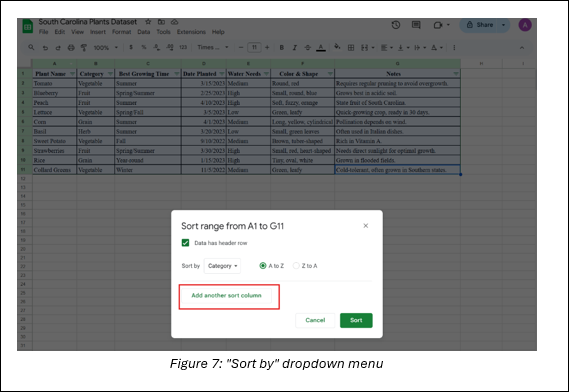 South Carolina Plants Dataset
File Edit View Insert Format Data Tools Extensions Help
Share
A
100% $ % 123 Times ... 11 B I A
A B C D E F G H I
1 Plant Name Category Best Growing Time Date Planted Water Needs Color & Shape Notes
2 Tomato Vegetable Summer 3/15/2023 Medium Round, red Requires regular pruning to avoid overgrowth.
3 Blueberry Fruit Spring/Summer 2/25/2023 High Small, round, blue Grows best in acidic soil.
4 Peach Fruit Summer 4/10/2023 High Soft, fuzzy, orange State fruit of South Carolina.
5 Lettuce Vegetable Spring/Fall 3/5/2023 Low Green, leafy Quick-growing crop, ready in 30 days.
6 Corn Grain Summer 4/1/2023 Medium Long, yellow, cylindrical Pollination depends on wind.
7 Basil Herb Summer 3/20/2023 Low Small, green leaves Often used in Italian dishes.
8 Sweet Potato Vegetable Fall Medium Brown, tuber-shaped Rich in Vitamin A.
9 Strawberries Fruit Spring/Summer 3/30/2023 High Small, red, heart-shaped Needs direct sunlight for optimal growth.
10 Rice Grain Year-round 1/15/2023 High Tiny, oval, white Grown in flooded fields.
11 Collard Greens Vegetable Winter 11/5/2022 Medium Green, leafy Cold-tolerant, often grown in Southern states.
Sort range from A1 to G11
Data has header row
Sort by Category A to Z Z to A
Add another sort column
Cancel Sort
Figure 7: "Sort by" dropdown menu